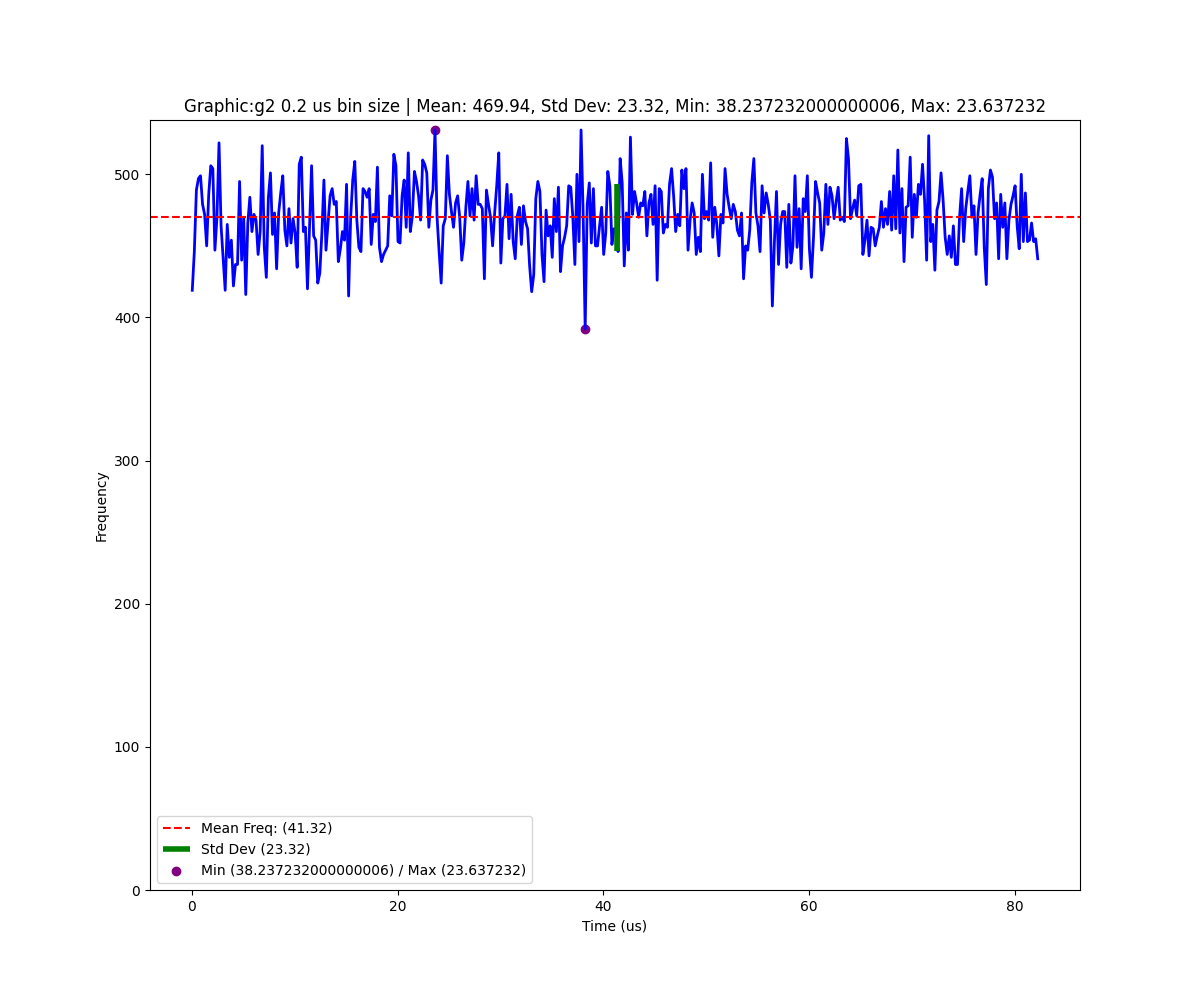 Graphic:g2 0.2 us bin size | Mean: 469.94, Std Dev: 23.32, Min: 38.237232000000006, Max: 23.637232
500
400
300
200
100
0
Frequency
Mean Freq: (41.32)
Std Dev (23.32)
Min (38.237232000000006) / Max (23.637232)
0 20 40 60 80
Time (us)